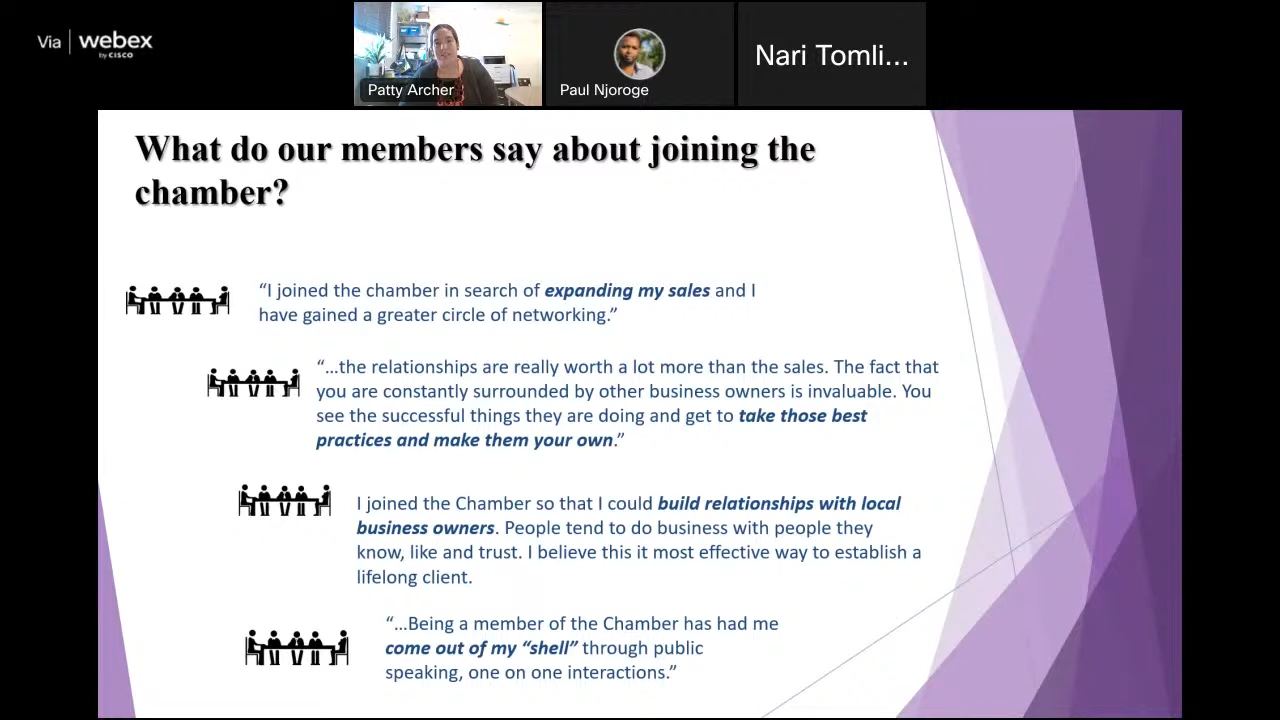 Via | webex
by CISCO
Patty Archer
Paul Njoroge
Nari Tomli...
What do our members say about joining the
chamber?
“I joined the chamber in search of expanding my sales and I
have gained a greater circle of networking.”
“…the relationships are really worth a lot more than the sales. The fact that
you are constantly surrounded by other business owners is invaluable. You
see the successful things they are doing and get to take those best
practices and make them your own.”
I joined the Chamber so that I could build relationships with local
business owners. People tend to do business with people they
know, like and trust. I believe this it most effective way to establish a
lifelong client.
“…Being a member of the Chamber has had me
come out of my “shell” through public
speaking, one on one interactions.”